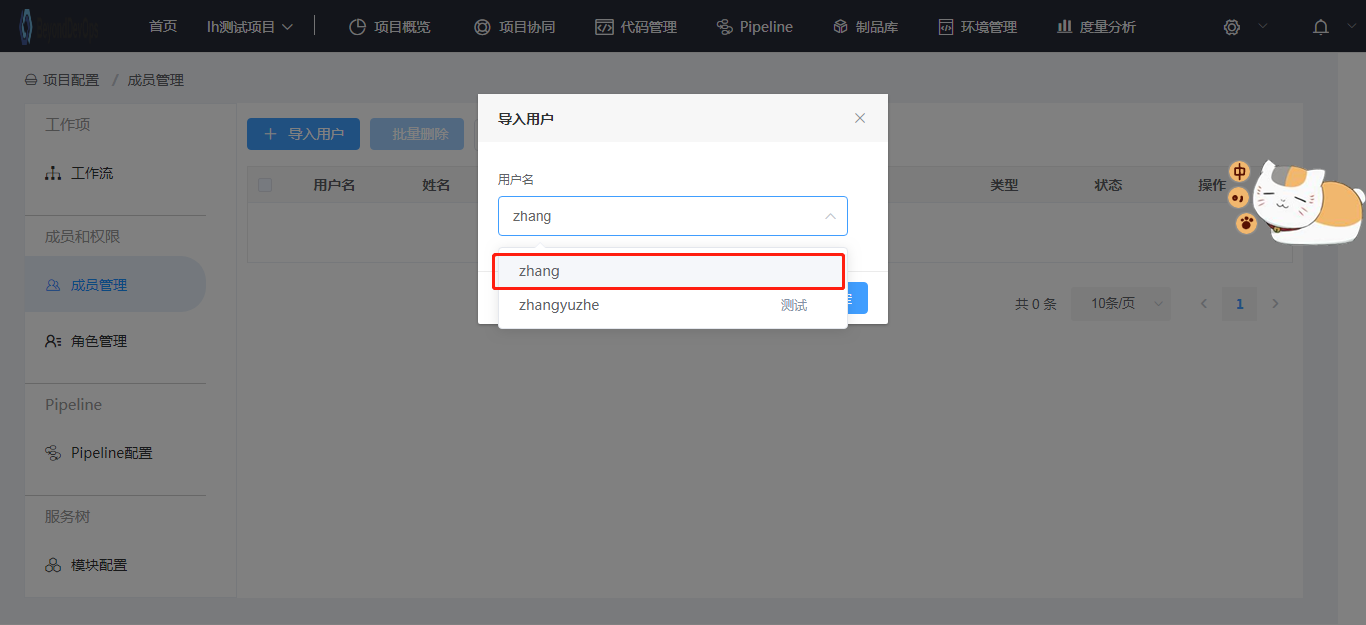 首页
lh测试项目
项目概览
项目协同
代码管理
Pipeline
制品库
环境管理
度量分析
项目配置 / 成员管理
工作项
工作流
成员和权限
成员管理
角色管理
Pipeline
Pipeline配置
服务树
模块配置
导入用户
批量删除
用户名
姓名
类型
状态
操作
共 0 条
10条/页
1
导入用户
用户名
zhang
zhang
zhangyuzhe
测试
中